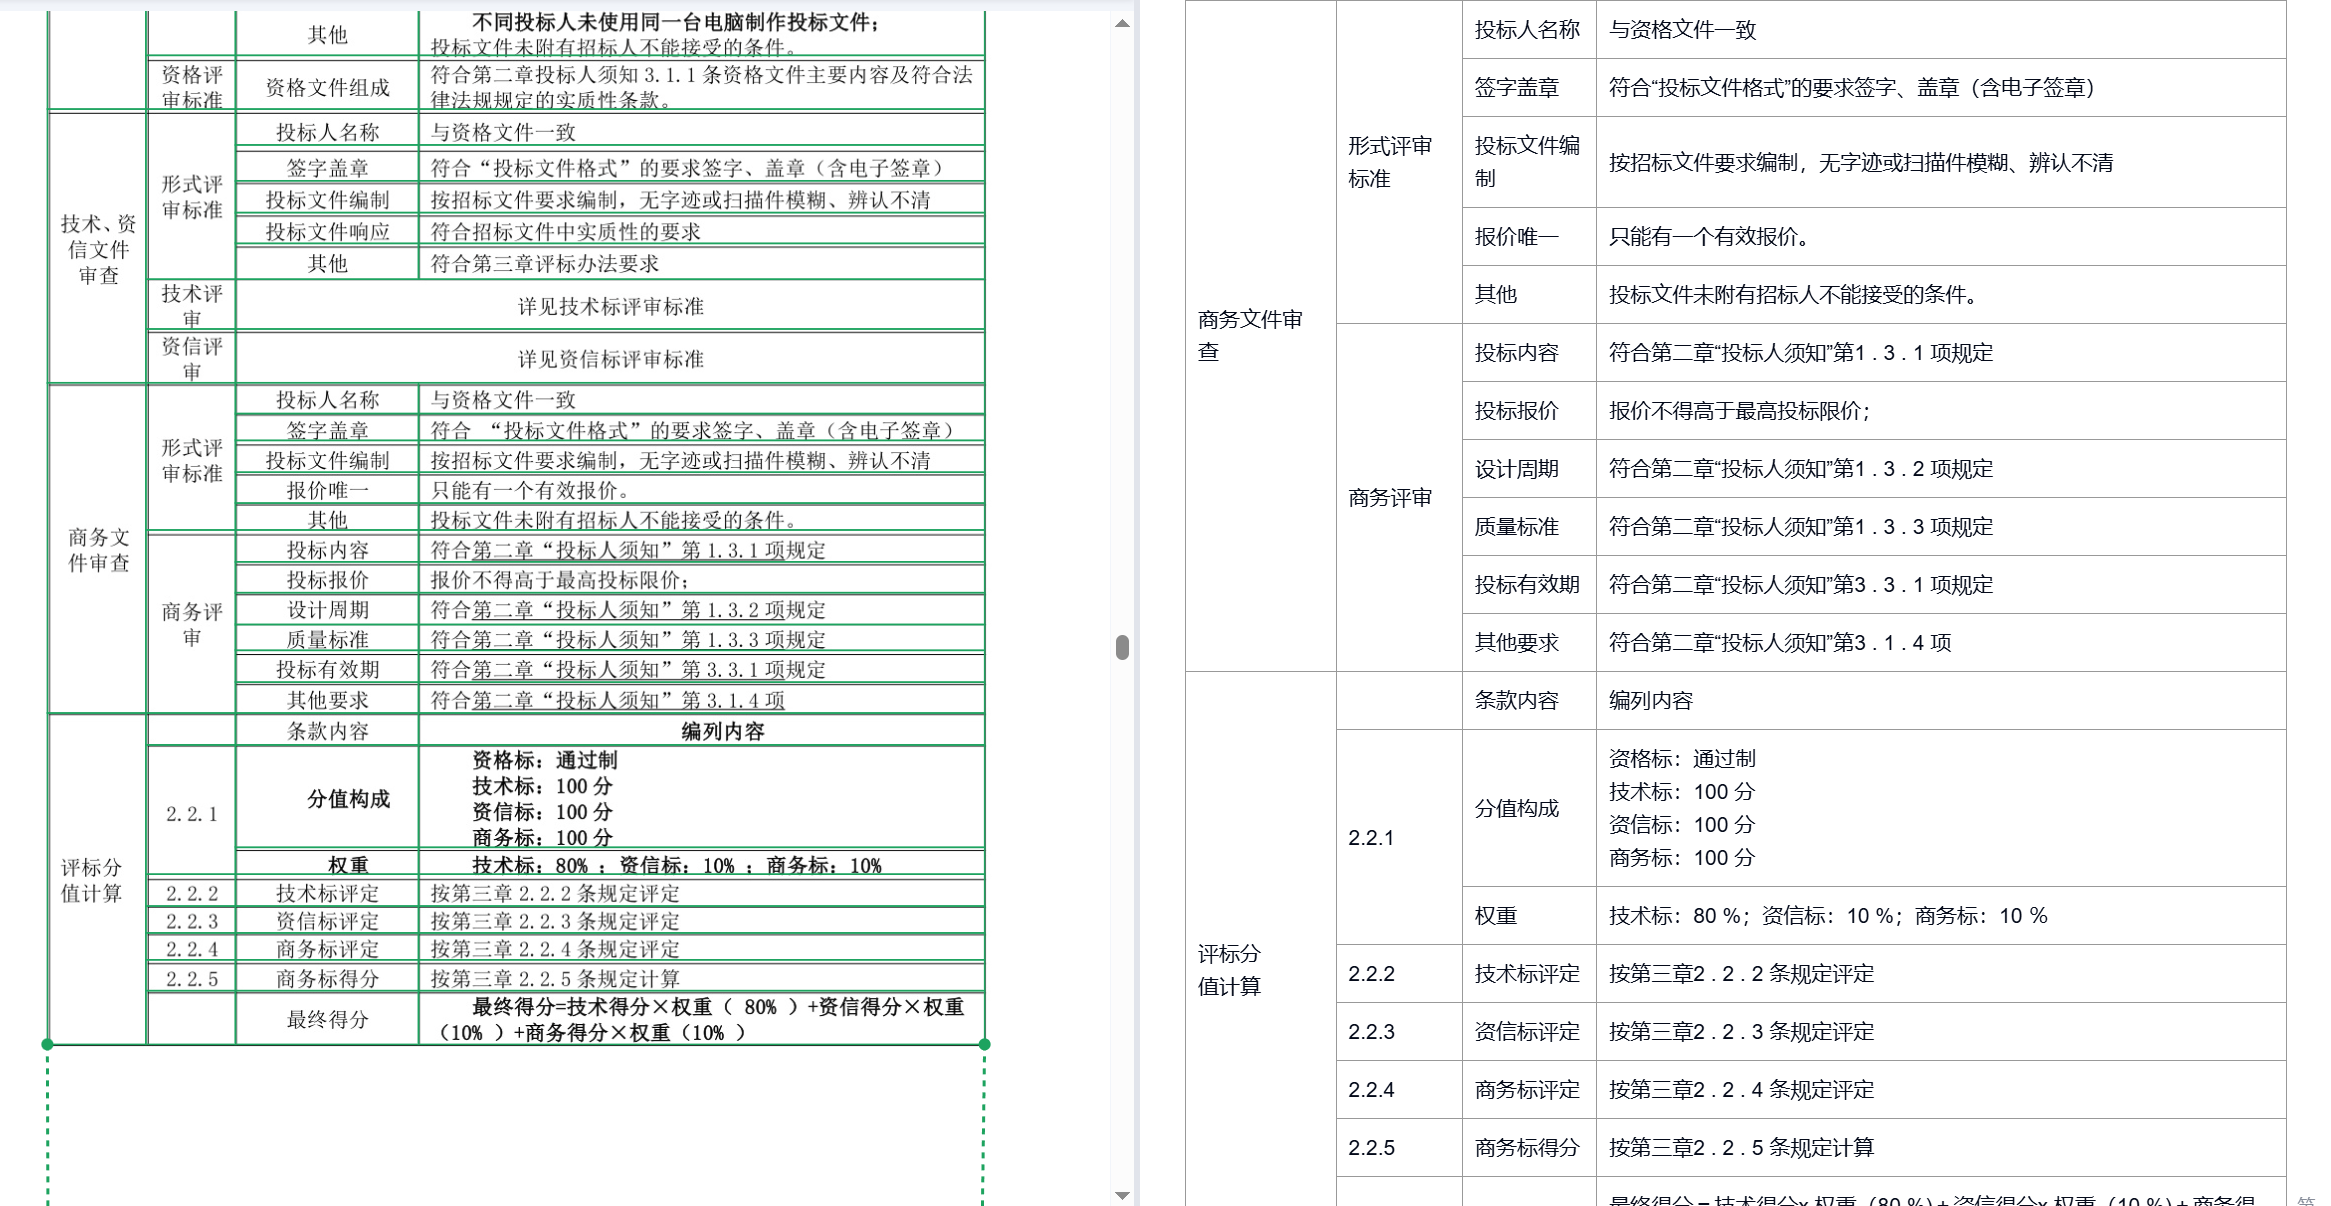 其他
不同投标人未使用同一台电脑制作投标文件；
投标文件未附有招标人不能接受的条件。
资格评
审标准
资格文件组成
符合第二章投标人须知 3.1.1 条资格文件主要内容及符合法
律法规规定的实质性条款。
技术、资
信文件
审查
形式评
审标准
投标人名称
与资格文件一致
签字盖章
符合“投标文件格式”的要求签字、盖章（含电子签章）
投标文件编制
按招标文件要求编制，无字迹或扫描件模糊、辨认不清
投标文件响应
符合招标文件中实质性的要求
其他
符合第三章评标办法要求
技术评
审
详见技术标评审标准
资信评
审
详见资信标评审标准
商务文
件审查
形式评
审标准
投标人名称
与资格文件一致
签字盖章
符合 “投标文件格式”的要求签字、盖章（含电子签章）
投标文件编制
按招标文件要求编制，无字迹或扫描件模糊、辨认不清
报价唯一
只能有一个有效报价。
其他
投标文件未附有招标人不能接受的条件。
商务评
审
投标内容
符合第二章“投标人须知”第 1.3.1 项规定
投标报价
报价不得高于最高投标限价；
设计周期
符合第二章“投标人须知”第 1.3.2 项规定
质量标准
符合第二章“投标人须知”第 1.3.3 项规定
投标有效期
符合第二章“投标人须知”第 3.3.1 项规定
其他要求
符合第二章“投标人须知”第 3.1.4 项
评标分
值计算
条款内容
编列内容
2.2.1
分值构成
资格标：通过制
技术标：100 分
资信标：100 分
商务标：100 分
权重
技术标：80% ；资信标：10% ；商务标：10%
2.2.2
技术标评定
按第三章 2.2.2 条规定评定
2.2.3
资信标评定
按第三章 2.2.3 条规定评定
2.2.4
商务标评定
按第三章 2.2.4 条规定评定
2.2.5
商务标得分
按第三章 2.2.5 条规定计算
最终得分
最终得分=技术得分×权重（ 80% ）+资信得分×权重
（10% ）+商务得分×权重（10% ）
商务文件审
查
形式评审
标准
投标人名称
与资格文件一致
签字盖章
符合“投标文件格式”的要求签字、盖章（含电子签章）
投标文件编
制
按招标文件要求编制，无字迹或扫描件模糊、辨认不清
报价唯一
只能有一个有效报价。
其他
投标文件未附有招标人不能接受的条件。
商务评审
投标内容
符合第二章“投标人须知”第1 . 3 . 1 项规定
投标报价
报价不得高于最高投标限价；
设计周期
符合第二章“投标人须知”第1 . 3 . 2 项规定
质量标准
符合第二章“投标人须知”第1 . 3 . 3 项规定
投标有效期
符合第二章“投标人须知”第3 . 3 . 1 项规定
其他要求
符合第二章“投标人须知”第3 . 1 . 4 项
评标分
值计算
条款内容
编列内容
2.2.1
分值构成
资格标：通过制
技术标：100 分
资信标：100 分
商务标：100 分
权重
技术标：80 %；资信标：10 %；商务标：10 %
2.2.2
技术标评定
按第三章2 . 2 . 2 条规定评定
2.2.3
资信标评定
按第三章2 . 2 . 3 条规定评定
2.2.4
商务标评定
按第三章2 . 2 . 4 条规定评定
2.2.5
商务标得分
按第三章2 . 2 . 5 条规定计算
最终得分 = 技术得分x 权重（80 %) + 资信得分x 权重（10 %) + 商务得